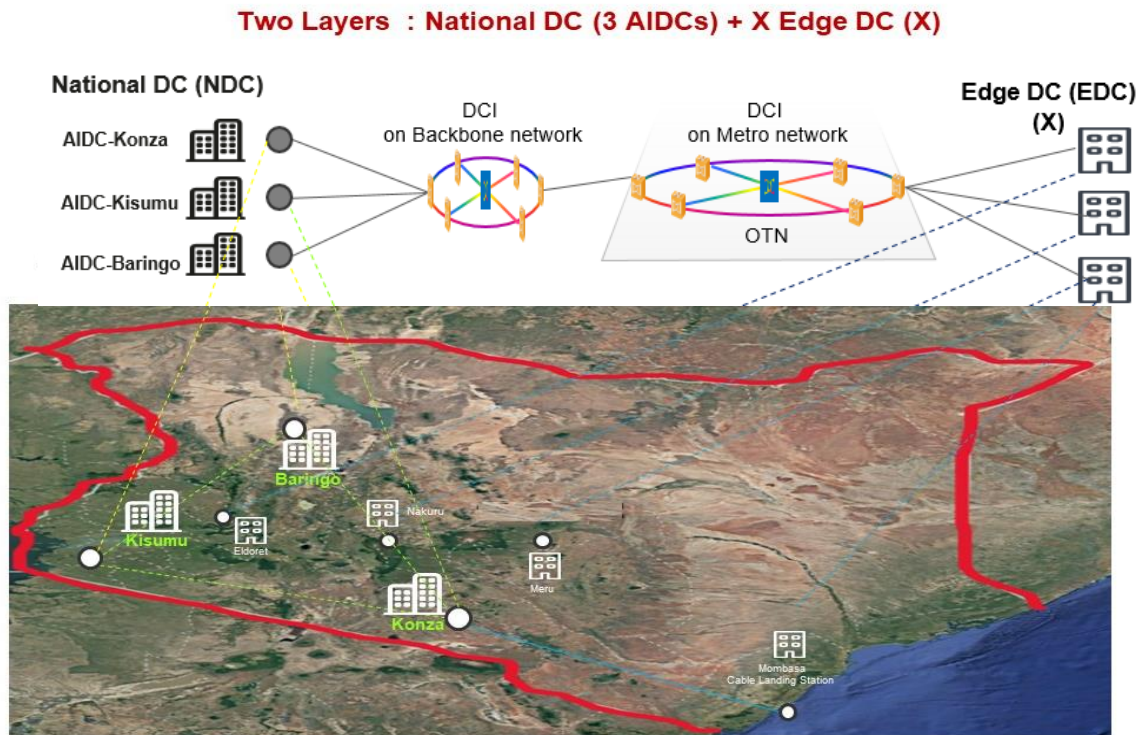 Two Layers : National DC (3 AIDCs) + X Edge DC (X)
National DC (NDC)
AIDC-Konza
AIDC-Kisumu
AIDC-Baringo
DCI
on Backbone network
DCI
on Metro network
OTN
Edge DC (EDC)
(X)
Baringo
Kisumu
Eldoret
Nakuru
Meru
Konza
Mombasa
Cable Landing Station